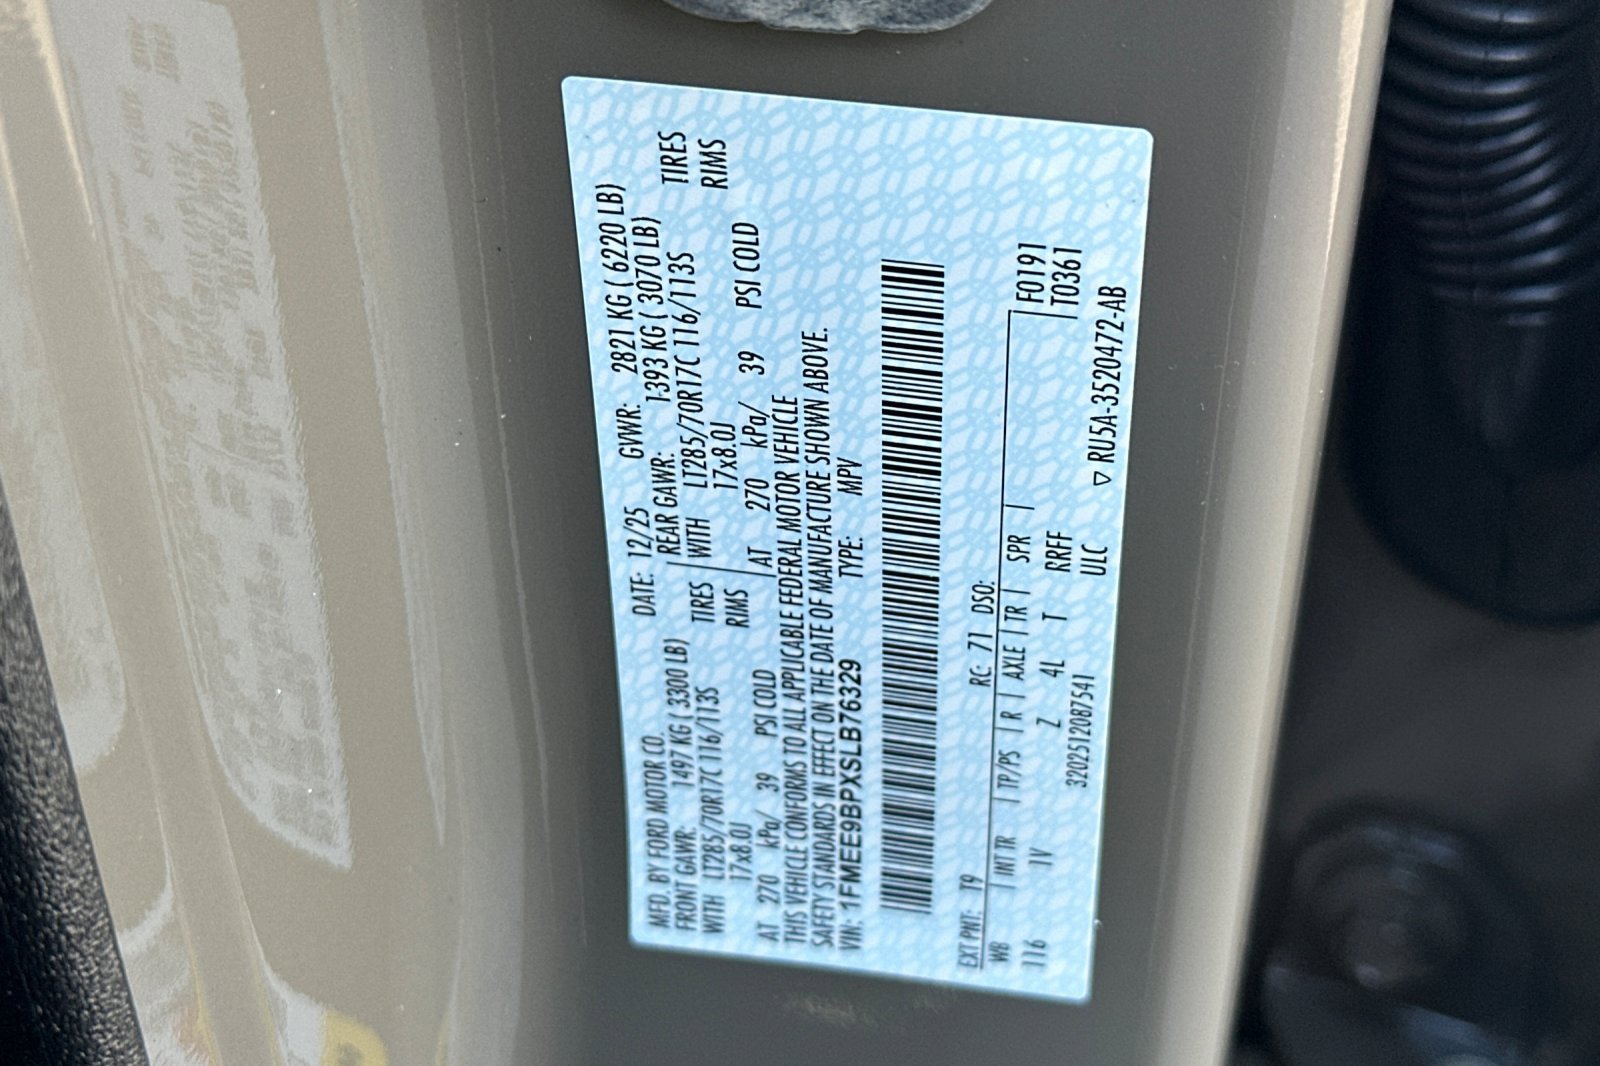 MFD. BY FORD MOTOR CO. DATE: 12/25 GVWR: 2821 KG ( 6220 LB)
FRONT GAWR: 1497 KG ( 3300 LB) REAR GAWR: 1393 KG ( 3070 LB)
WITH LT285/70R17C 116/113S TIRES WITH LT285/70R17C 116/113S TIRES
17x8.0J RIMS 17x8.0J RIMS
AT 270 kPa/ 39 PSI COLD AT 270 kPa/ 39 PSI COLD
THIS VEHICLE CONFORMS TO ALL APPLICABLE FEDERAL MOTOR VEHICLE
SAFETY STANDARDS IN EFFECT ON THE DATE OF MANUFACTURE SHOWN ABOVE.
VIN: 1FMEE9BPXSLB76329 TYPE: MPV
EXT PNT: T9 RC: 71 DSO:
WB INT TR TP/PS R AXLE TR SPR F0191
116 1V Z 4L T RRFF T0361
3202512087541 ULC ▽ RU5A-3520472-AB